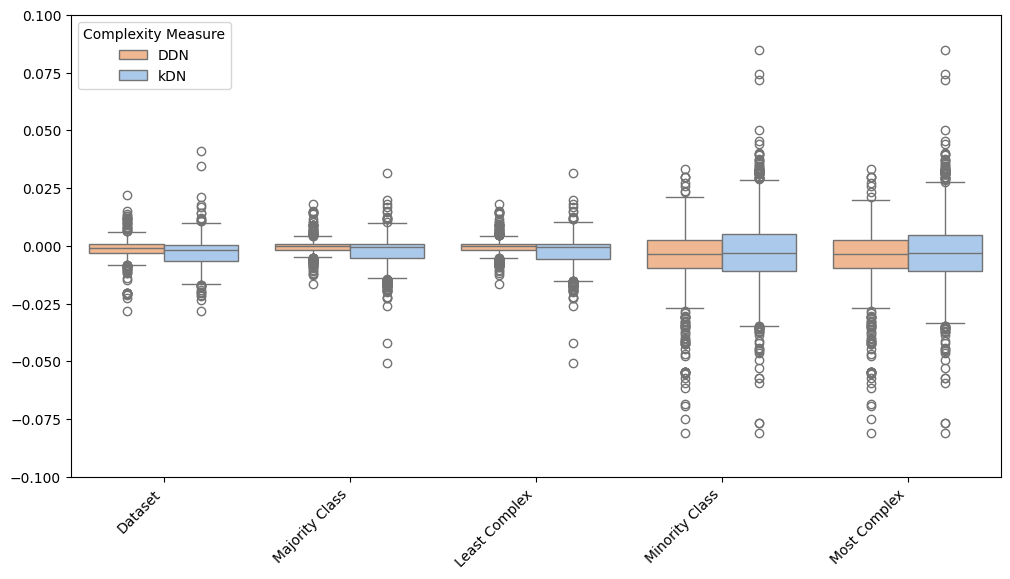 Complexity Measure
DDN
kDN
0.100
0.075
0.050
0.025
0.000
−0.025
−0.050
−0.075
−0.100
Dataset
Majority Class
Least Complex
Minority Class
Most Complex